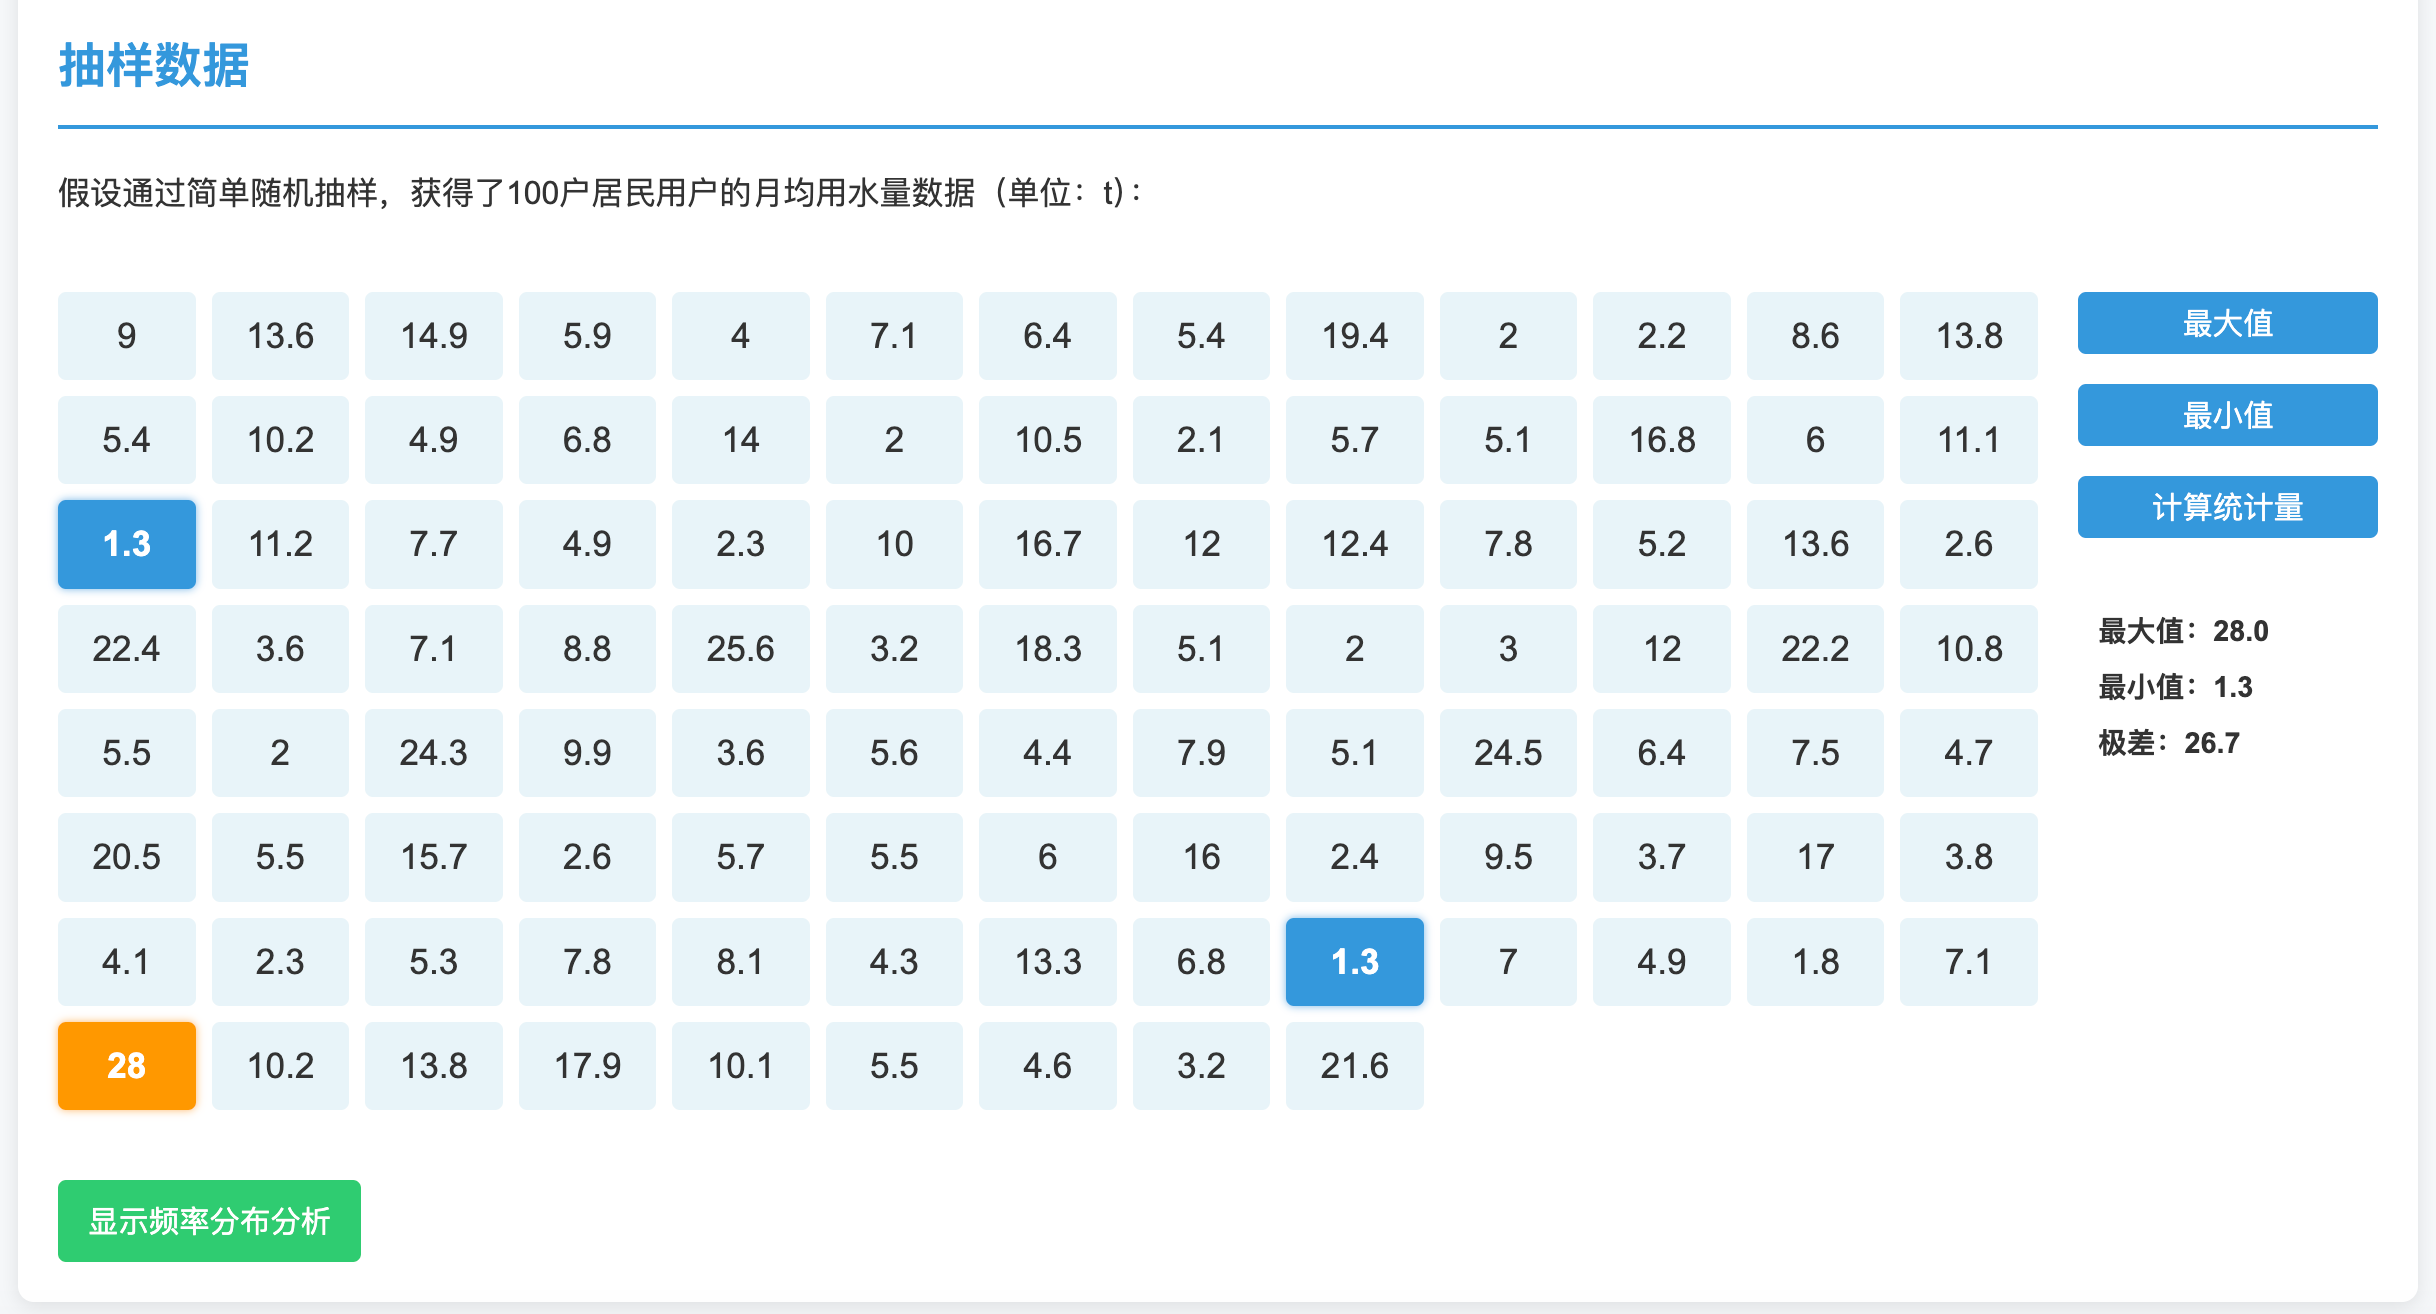 抽样数据
假设通过简单随机抽样，获得了100户居民用户的月均用水量数据（单位：t）：
9 13.6 14.9 5.9 4 7.1 6.4 5.4 19.4 2 2.2 8.6 13.8
5.4 10.2 4.9 6.8 14 2 10.5 2.1 5.7 5.1 16.8 6 11.1
1.3 11.2 7.7 4.9 2.3 10 16.7 12 12.4 7.8 5.2 13.6 2.6
22.4 3.6 7.1 8.8 25.6 3.2 18.3 5.1 2 3 12 22.2 10.8
5.5 2 24.3 9.9 3.6 5.6 4.4 7.9 5.1 24.5 6.4 7.5 4.7
20.5 5.5 15.7 2.6 5.7 5.5 6 16 2.4 9.5 3.7 17 3.8
4.1 2.3 5.3 7.8 8.1 4.3 13.3 6.8 1.3 7 4.9 1.8 7.1
28 10.2 13.8 17.9 10.1 5.5 4.6 3.2 21.6
最大值
最小值
计算统计量
最大值：28.0
最小值：1.3
极差：26.7
显示频率分布分析